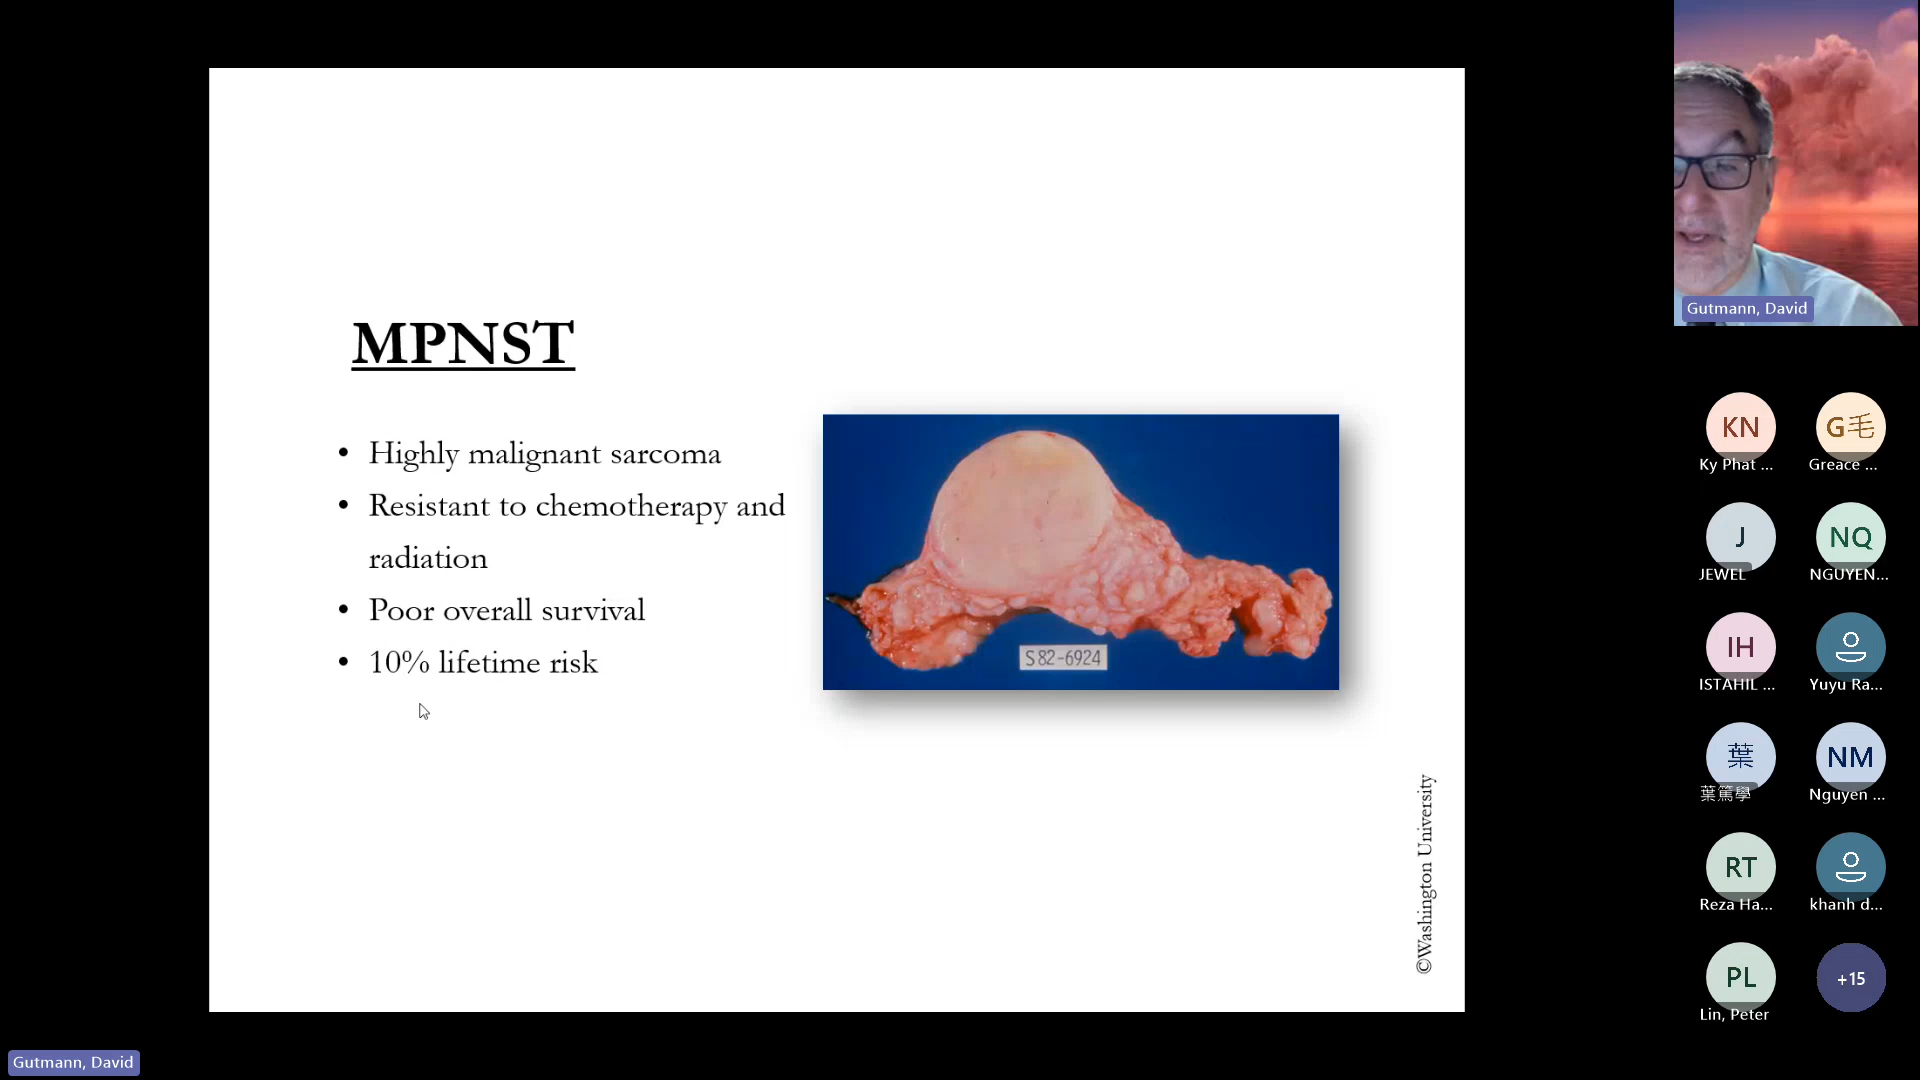 MPNST
• Highly malignant sarcoma
• Resistant to chemotherapy and
radiation
• Poor overall survival
• 10% lifetime risk
S82-6924
©Washington University
Gutmann, David
KN
Ky Phat ...
G毛
Greace ...
J
JEWEL
NQ
NGUYEN...
IH
ISTAHIL ...
Yuyu Ra...
葉
葉篤學
NM
Nguyen ...
RT
Reza Ha...
khanh d...
PL
Lin, Peter
+15
Gutmann, David